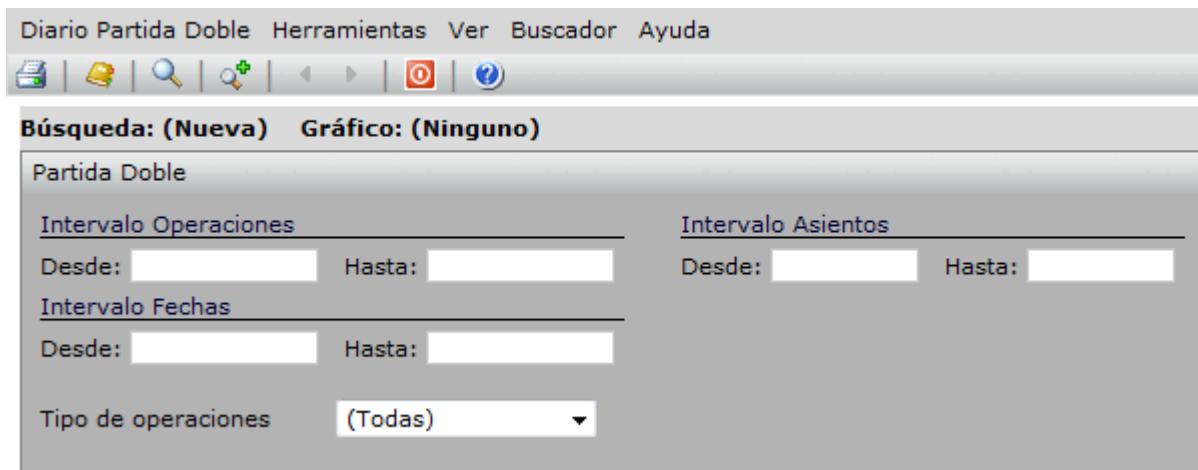 Diario Partida Doble Herramientas Ver Buscador Ayuda
Búsqueda: (Nueva) Gráfico: (Ninguno)
Partida Doble
Intervalo Operaciones Intervalo Asientos
Desde: Hasta: Desde: Hasta:
Intervalo Fechas
Desde: Hasta:
Tipo de operaciones (Todas)